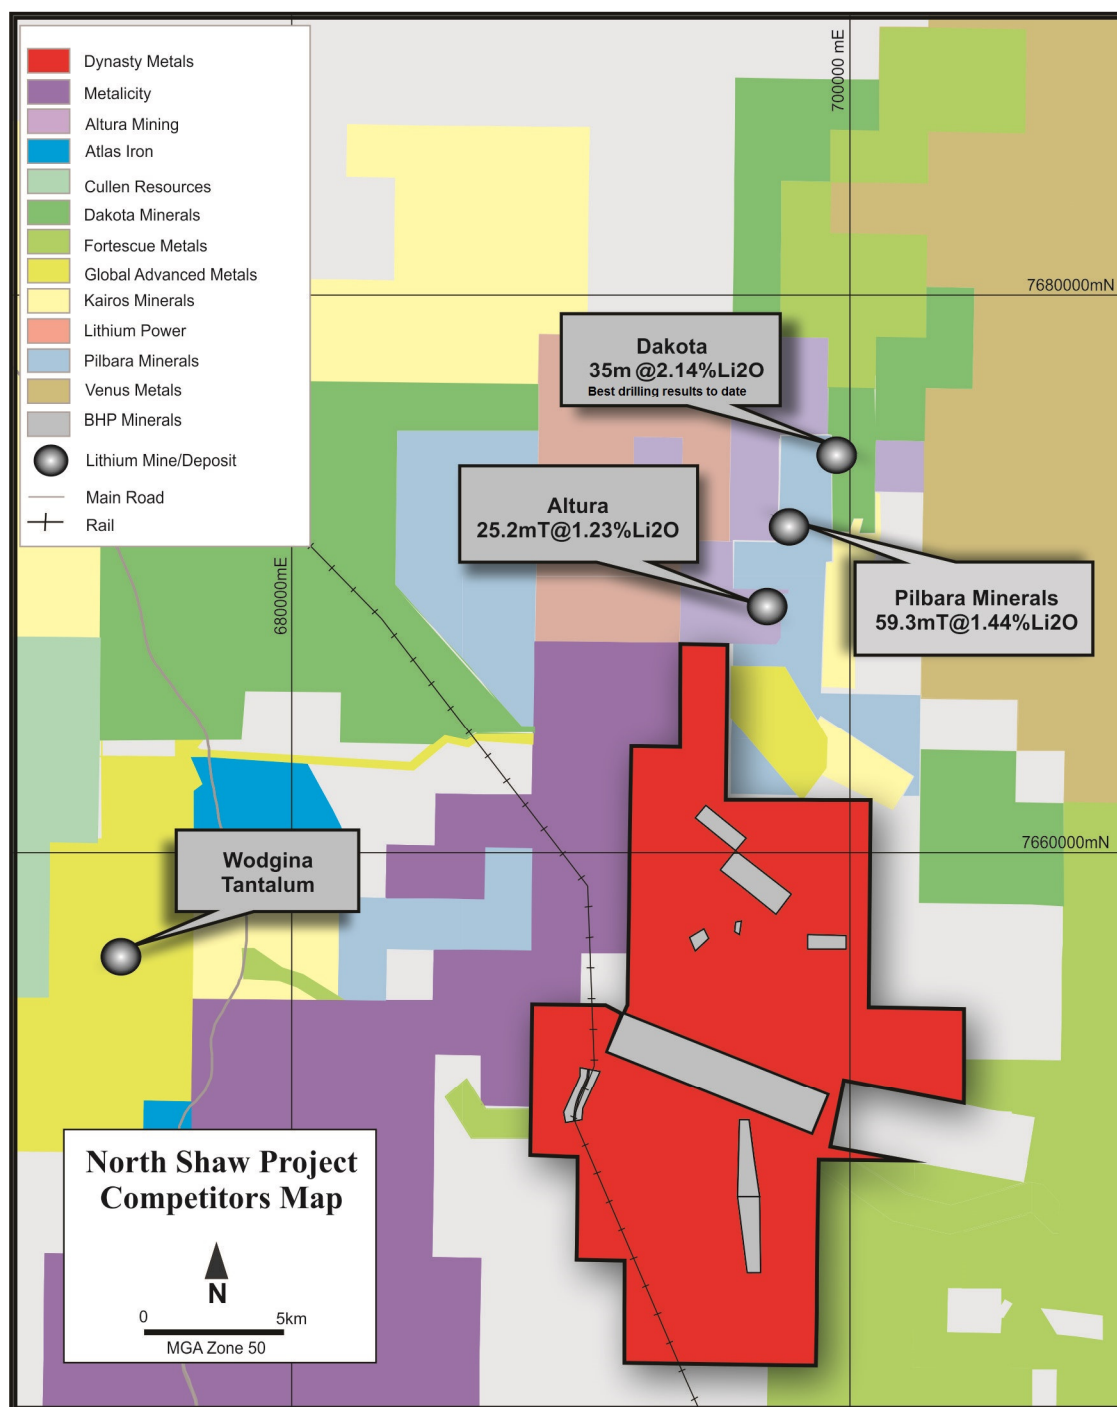 Dynasty Metals
Metalicity
Altura Mining
Atlas Iron
Cullen Resources
Dakota Minerals
Fortescue Metals
Global Advanced Metals
Kairos Minerals
Lithium Power
Pilbara Minerals
Venus Metals
BHP Minerals
Lithium Mine/Deposit
Main Road
Rail
700000 mE
7680000mN
Dakota
35m @2.14%Li2O
Best drilling results to date
Altura
25.2mT@1.23%Li2O
680000mE
Pilbara Minerals
59.3mT@1.44%Li2O
7660000mN
Wodgina
Tantalum
North Shaw Project
Competitors Map
N
0 5km
MGA Zone 50